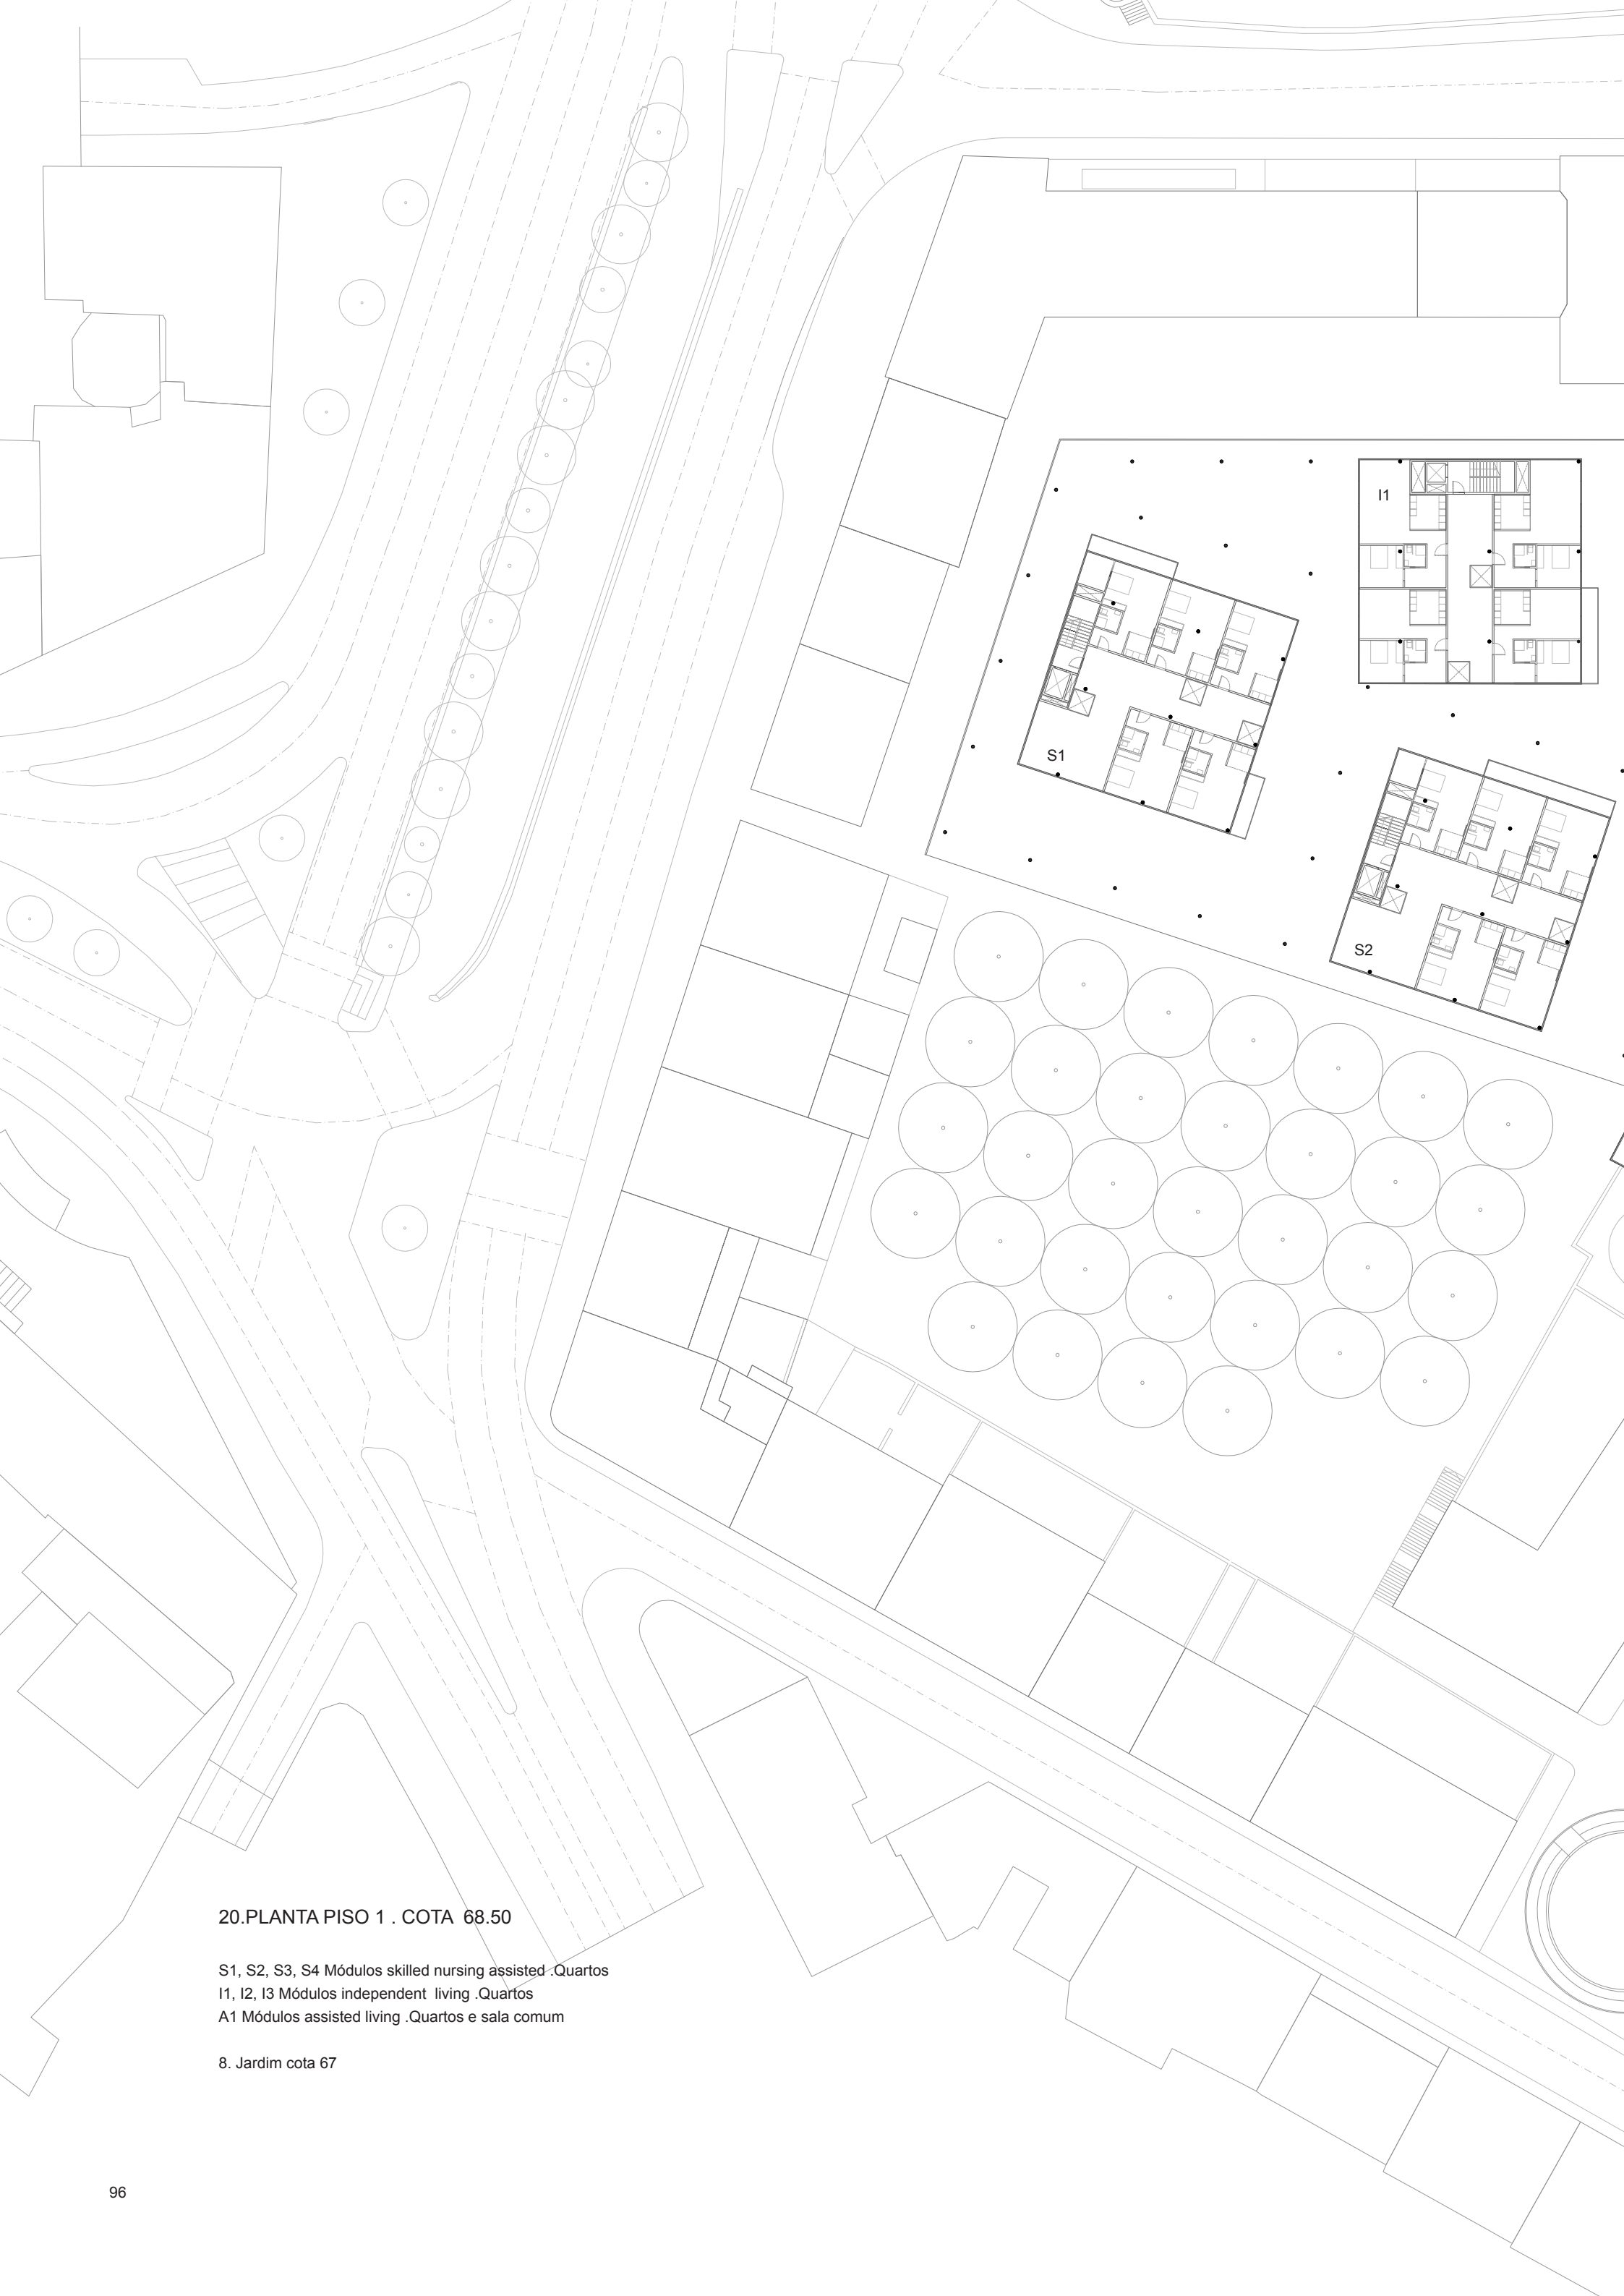 I1
S1
S2
20.PLANTA PISO 1 . COTA 68.50
S1, S2, S3, S4 Módulos skilled nursing assisted .Quartos
I1, I2, I3 Módulos independent living .Quartos
A1 Módulos assisted living .Quartos e sala comum
8. Jardim cota 67
96